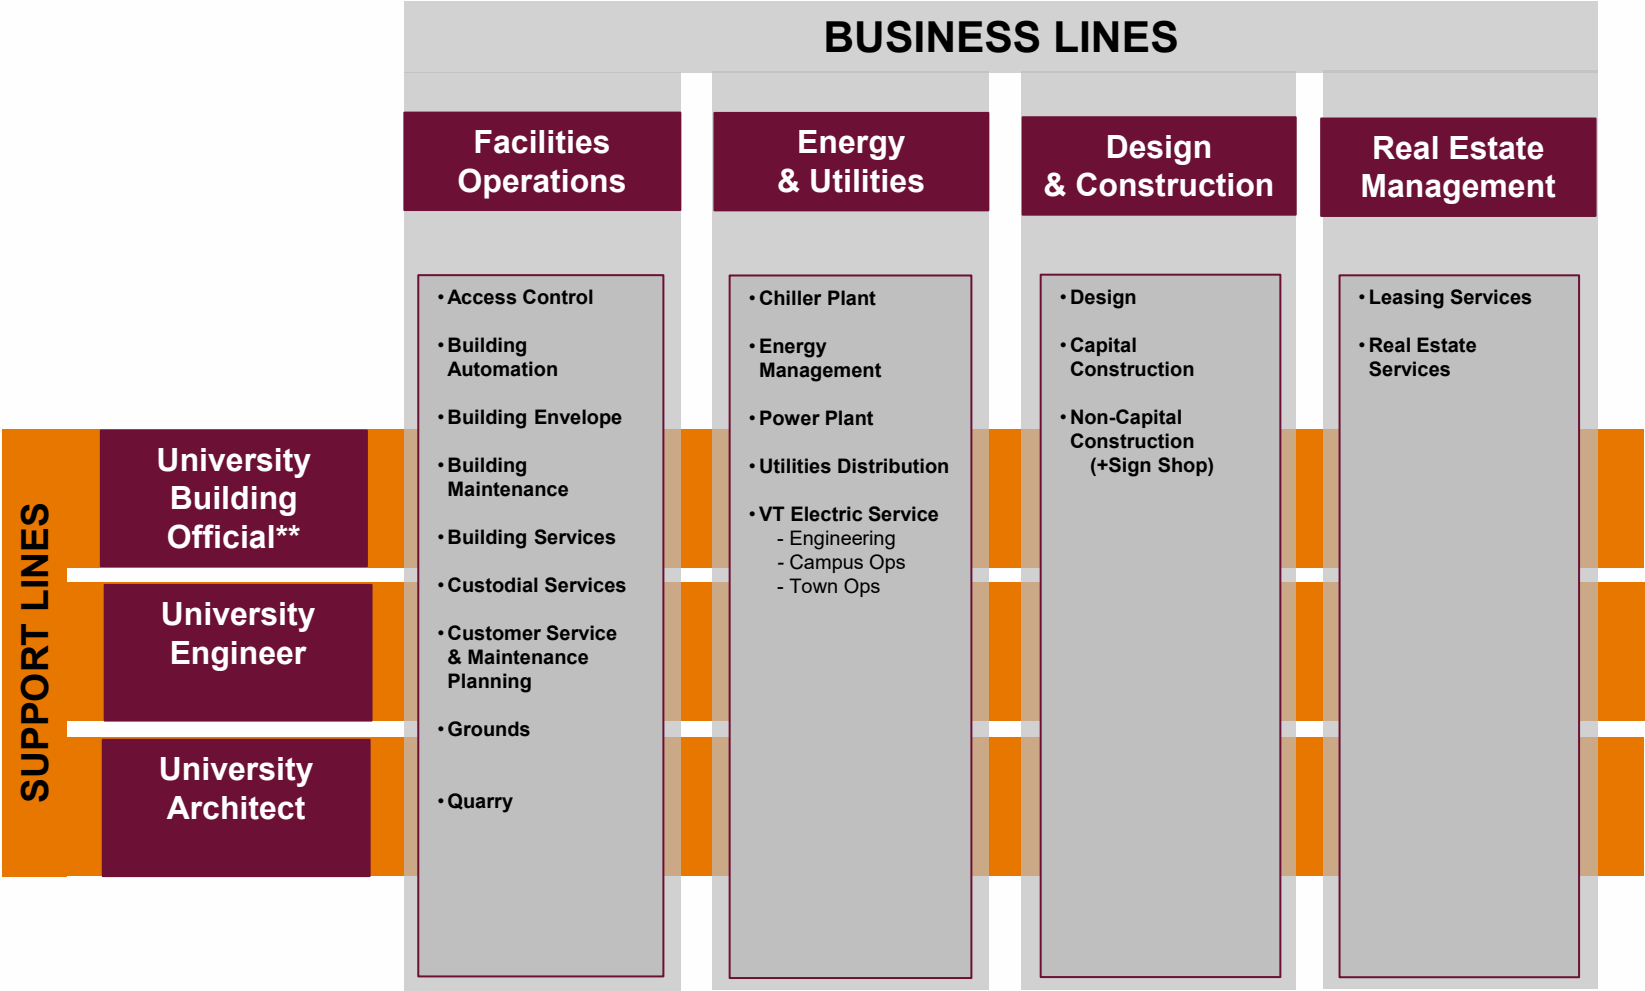 BUSINESS LINES
Facilities
Operations
• Access Control
• Building
Automation
• Building Envelope
• Building
Maintenance
• Building Services
• Custodial Services
• Customer Service
& Maintenance
Planning
• Grounds
• Quarry
Energy
& Utilities
• Chiller Plant
• Energy
Management
• Power Plant
• Utilities Distribution
• VT Electric Service
- Engineering
- Campus Ops
- Town Ops
Design
& Construction
• Design
• Capital
Construction
• Non-Capital
Construction
(+Sign Shop)
Real Estate
Management
• Leasing Services
• Real Estate
Services
SUPPORT LINES
University
Building
Official**
University
Engineer
University
Architect